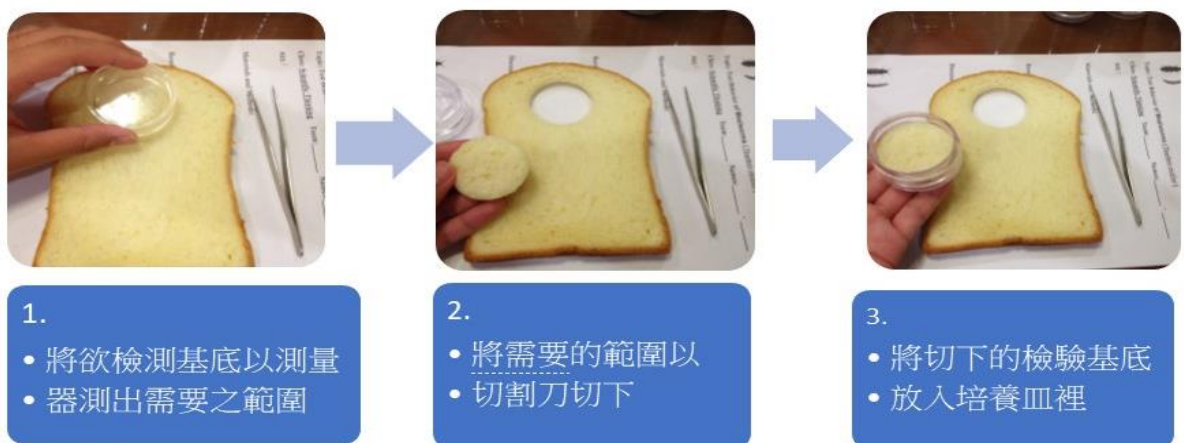 1.
• 將欲檢測基底以測量
• 器測出需要之範圍
2.
• 將需要的範圍以
• 切割刀切下
3.
• 將切下的檢驗基底
• 放入培養皿裡